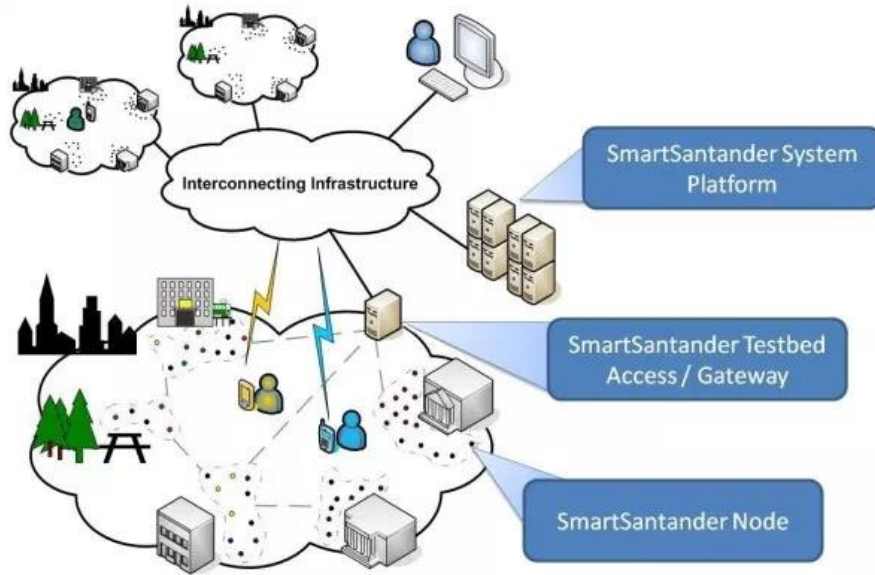 SmartSantander System
Platform
Interconnecting Infrastructure
SmartSantander Testbed
Access / Gateway
SmartSantander Node